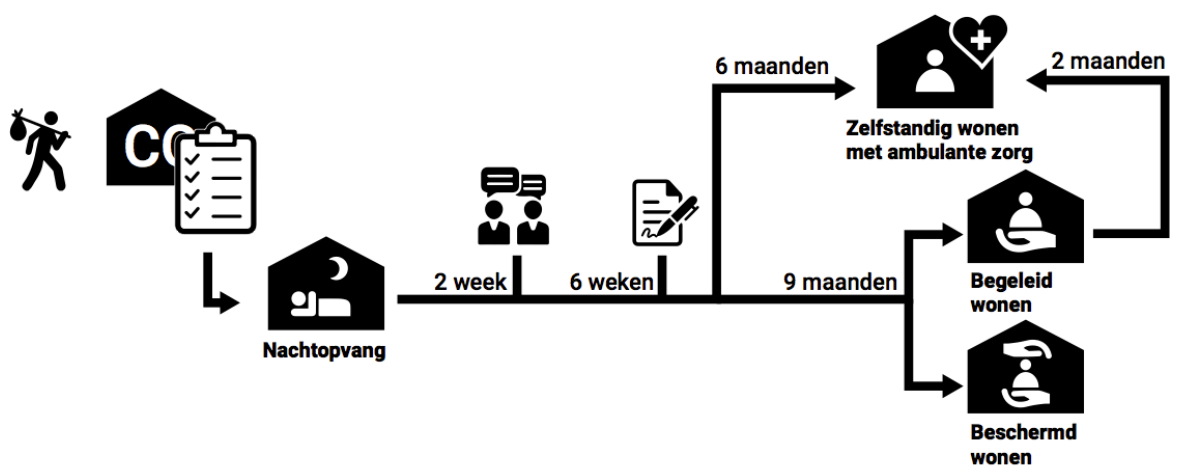 6 maanden
2 maanden
Zelfstandig wonen
met ambulante zorg
2 week
6 weken
9 maanden
Begeleid
wonen
Nachtopvang
Beschermd
wonen